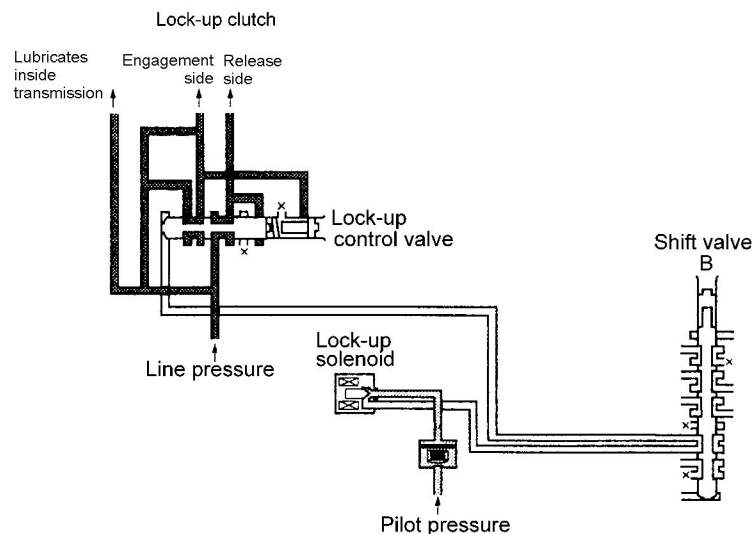 Lock-up clutch
Lubricates
inside
transmission
Engagement
side
Release
side
x
Lock-up
control valve
x
Shift valve
B
Lock-up
solenoid
Line pressure
x
x
x
Pilot pressure